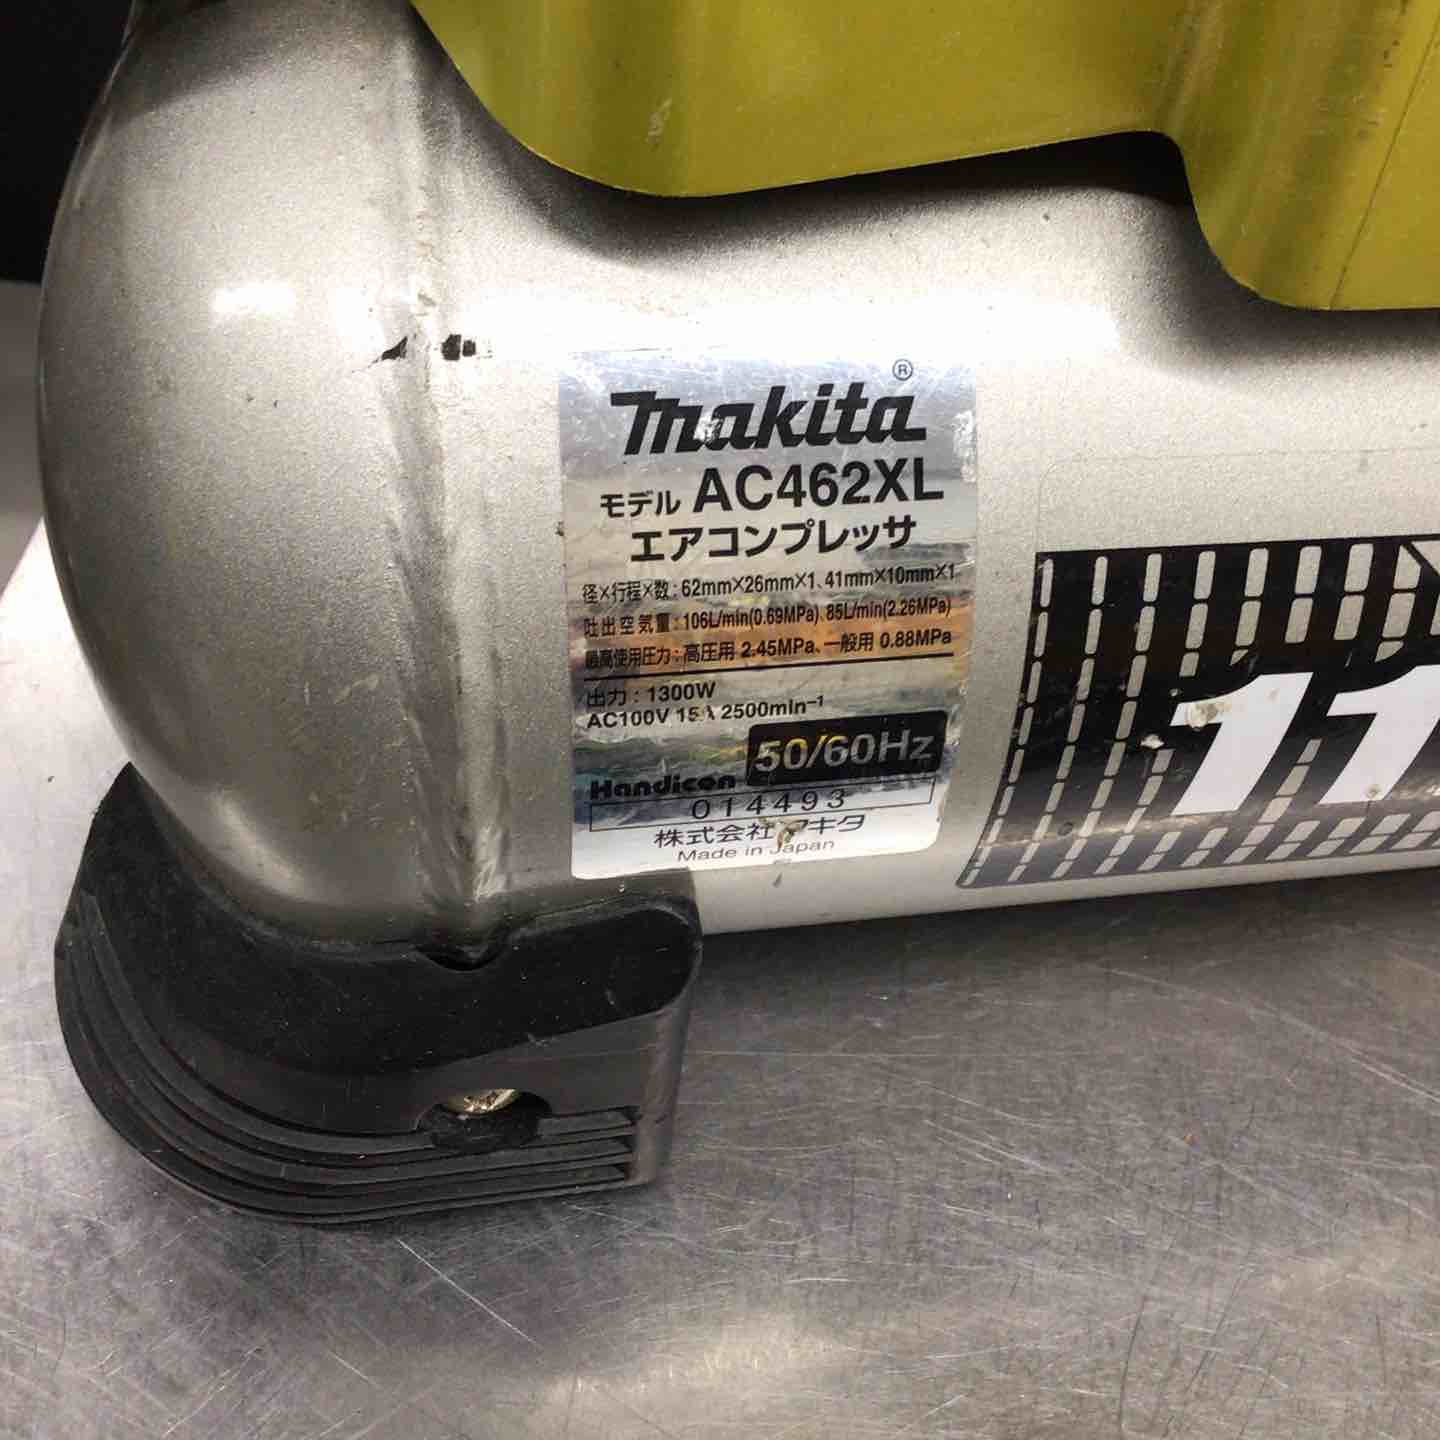 makita®
モデル AC462XL
エアコンプレッサ
径×行程×数：62mm×26mm×1、41mm×10mm×1
吐出空気量：106L/min(0.69MPa)、85L/min(2.26MPa)
最高使用圧力：高圧用 2.45MPa、一般用 0.88MPa
出力：1300W
AC100V 15A 2500min⁻¹
50/60Hz
Handicon
014493
株式会社マキタ
Made in Japan
11